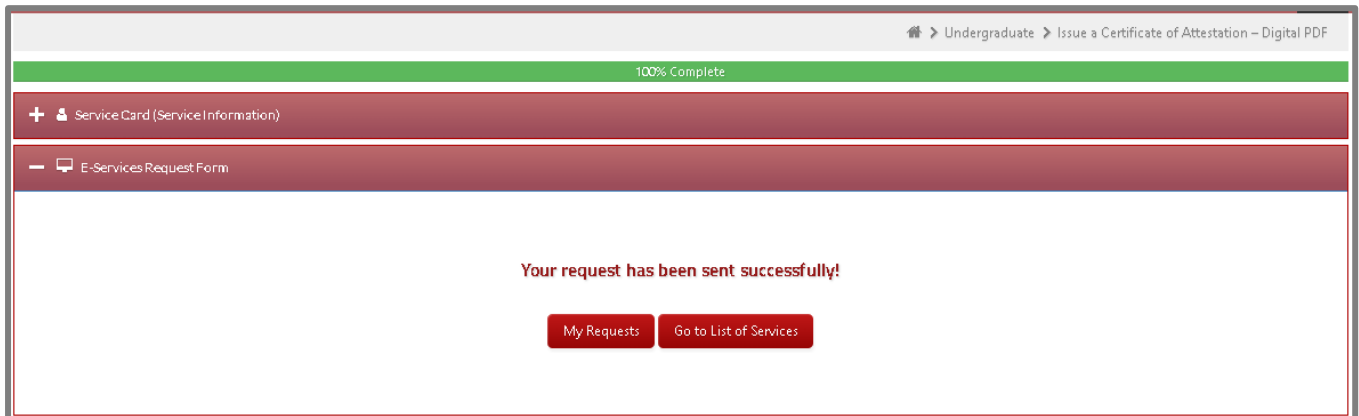 Undergraduate Issue a Certificate of Attestation – Digital PDF
100% Complete
Service Card (Service Information)
E-Services Request Form
Your request has been sent successfully!
My Requests Go to List of Services